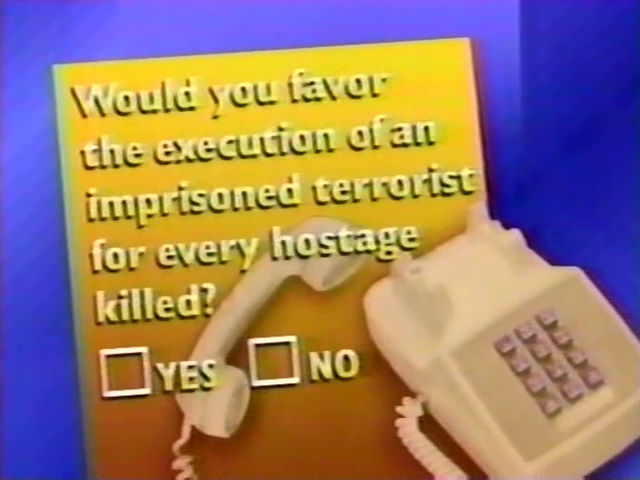 Would you favor
the execution of an
imprisoned terrorist
for every hostage
killed?
YES NO